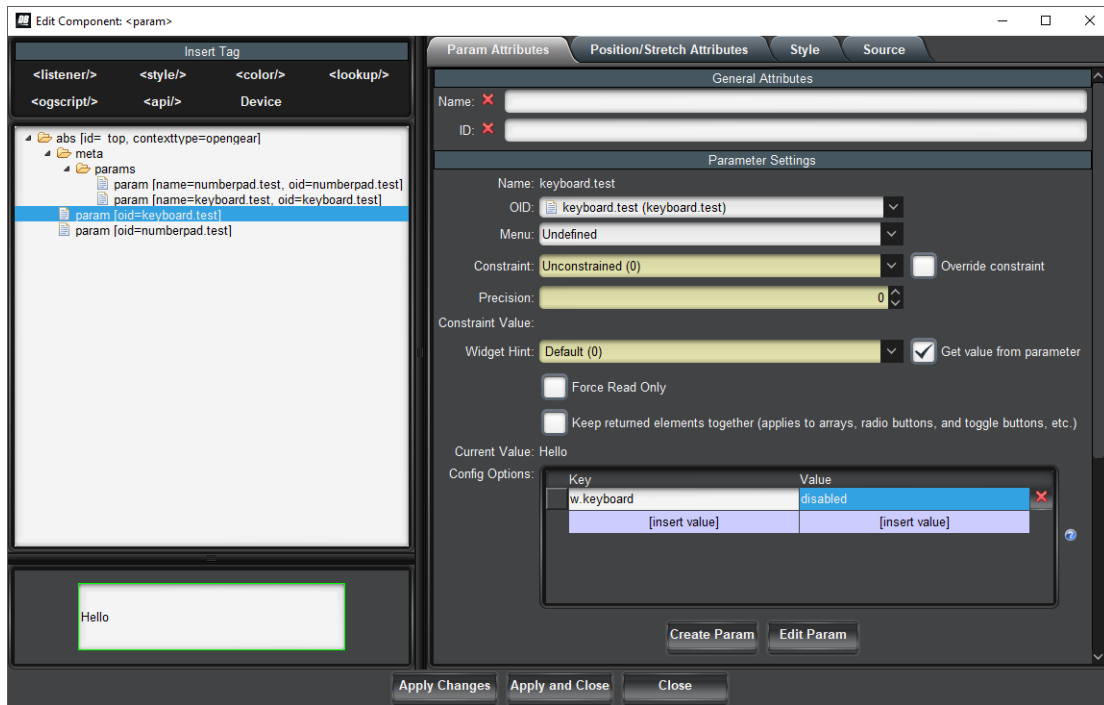 DB Edit Component: <param>
Insert Tag
<listener/> <style/> <color/> <lookup/>
<ogscript/> <api/> Device
abs [id=_top, contexttype=opengear]
meta
params
param [name=numberpad.test, oid=numberpad.test]
param [name=keyboard.test, oid=keyboard.test]
param [oid=keyboard.test]
param [oid=numberpad.test]
Hello
Param Attributes Position/Stretch Attributes Style Source
General Attributes
Name:
ID:
Parameter Settings
Name: keyboard.test
OID: keyboard.test (keyboard.test)
Menu: Undefined
Constraint: Unconstrained (0) Override constraint
Precision: 0
Constraint Value:
Widget Hint: Default (0) Get value from parameter
Force Read Only
Keep returned elements together (applies to arrays, radio buttons, and toggle buttons, etc.)
Current Value: Hello
Config Options:
Key Value
w.keyboard disabled
[insert value] [insert value]
Create Param Edit Param
Apply Changes Apply and Close Close